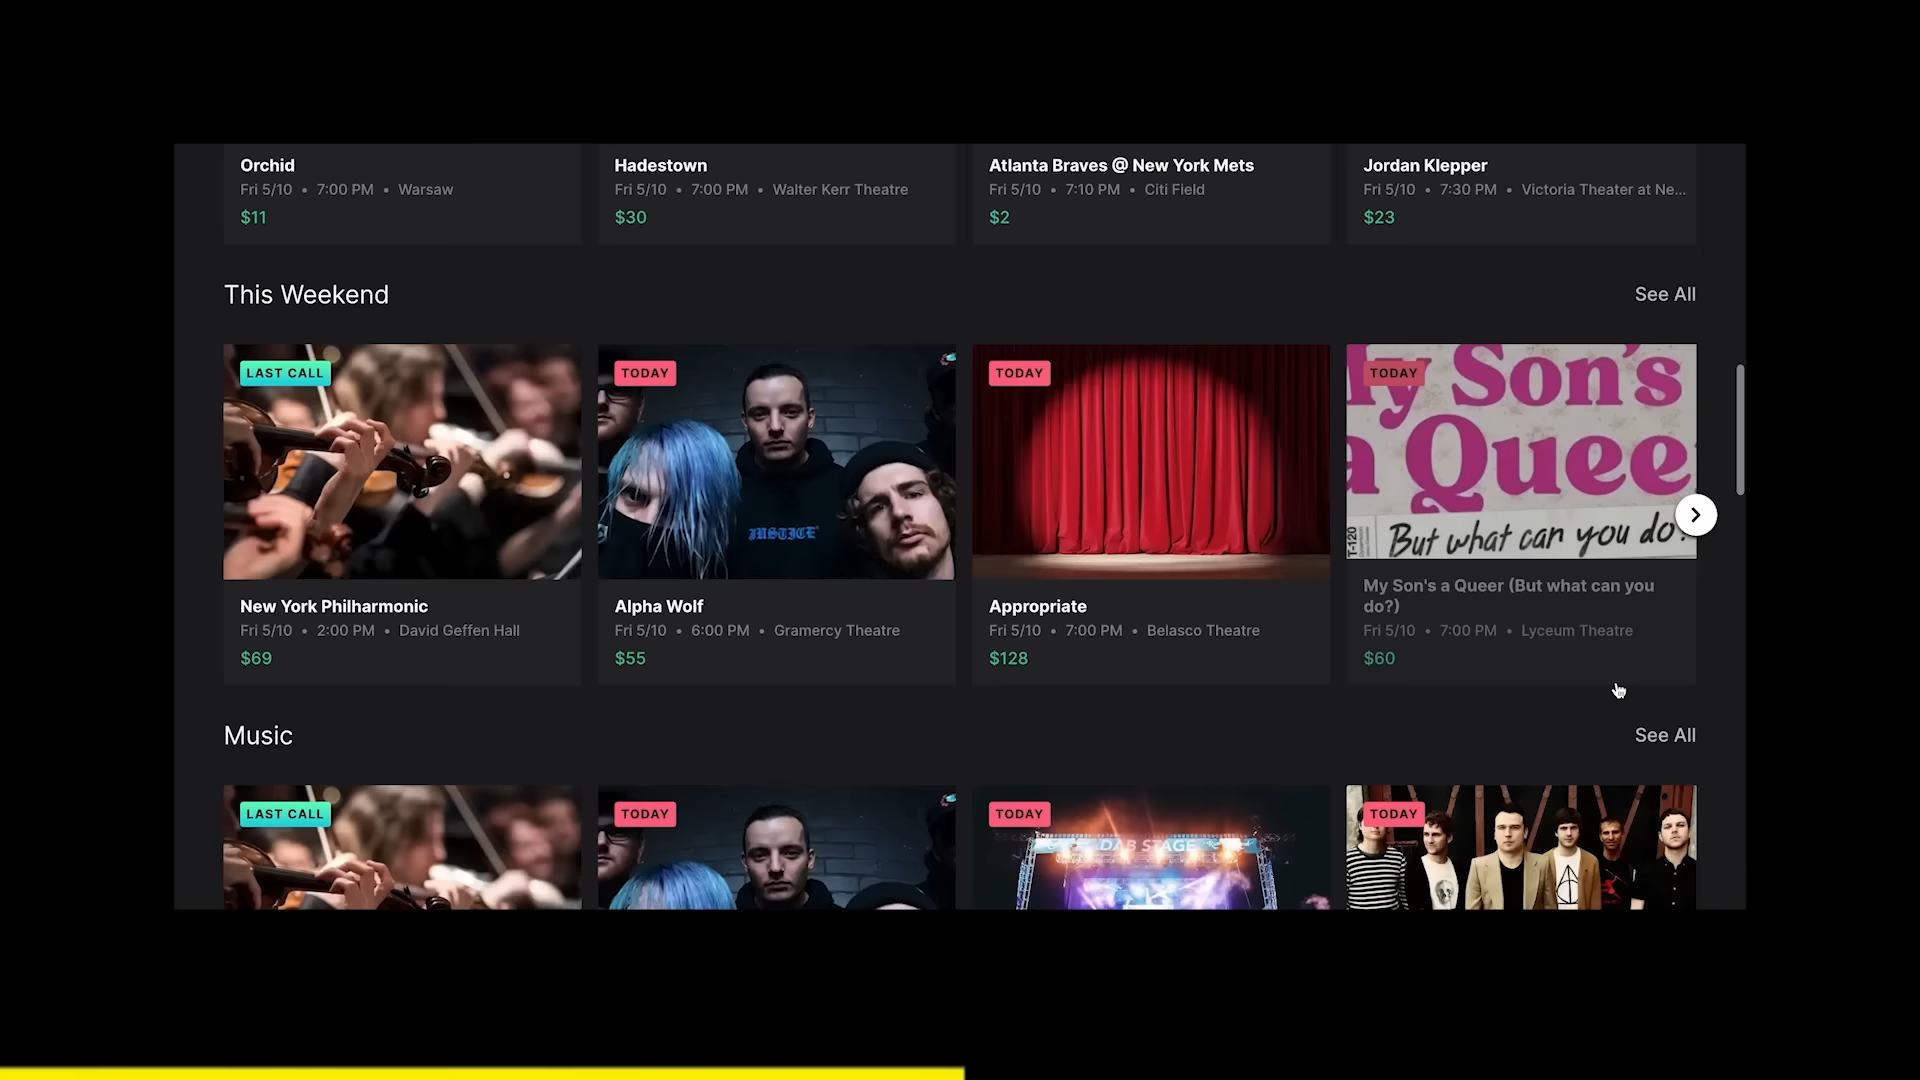 Orchid
Fri 5/10 • 7:00 PM • Warsaw
$11
Hadestown
Fri 5/10 • 7:00 PM • Walter Kerr Theatre
$30
Atlanta Braves @ New York Mets
Fri 5/10 • 7:10 PM • Citi Field
$2
Jordan Klepper
Fri 5/10 • 7:30 PM • Victoria Theater at Ne...
$23
This Weekend
See All
LAST CALL
New York Philharmonic
Fri 5/10 • 2:00 PM • David Geffen Hall
$69
TODAY
JUSTICE
Alpha Wolf
Fri 5/10 • 6:00 PM • Gramercy Theatre
$55
TODAY
Appropriate
Fri 5/10 • 7:00 PM • Belasco Theatre
$128
TODAY
My Son's
a Quee
T-120
But what can you do?
My Son's a Queer (But what can you
do?)
Fri 5/10 • 7:00 PM • Lyceum Theatre
$60
Music
See All
LAST CALL
TODAY
TODAY
DAB STAGE
TODAY